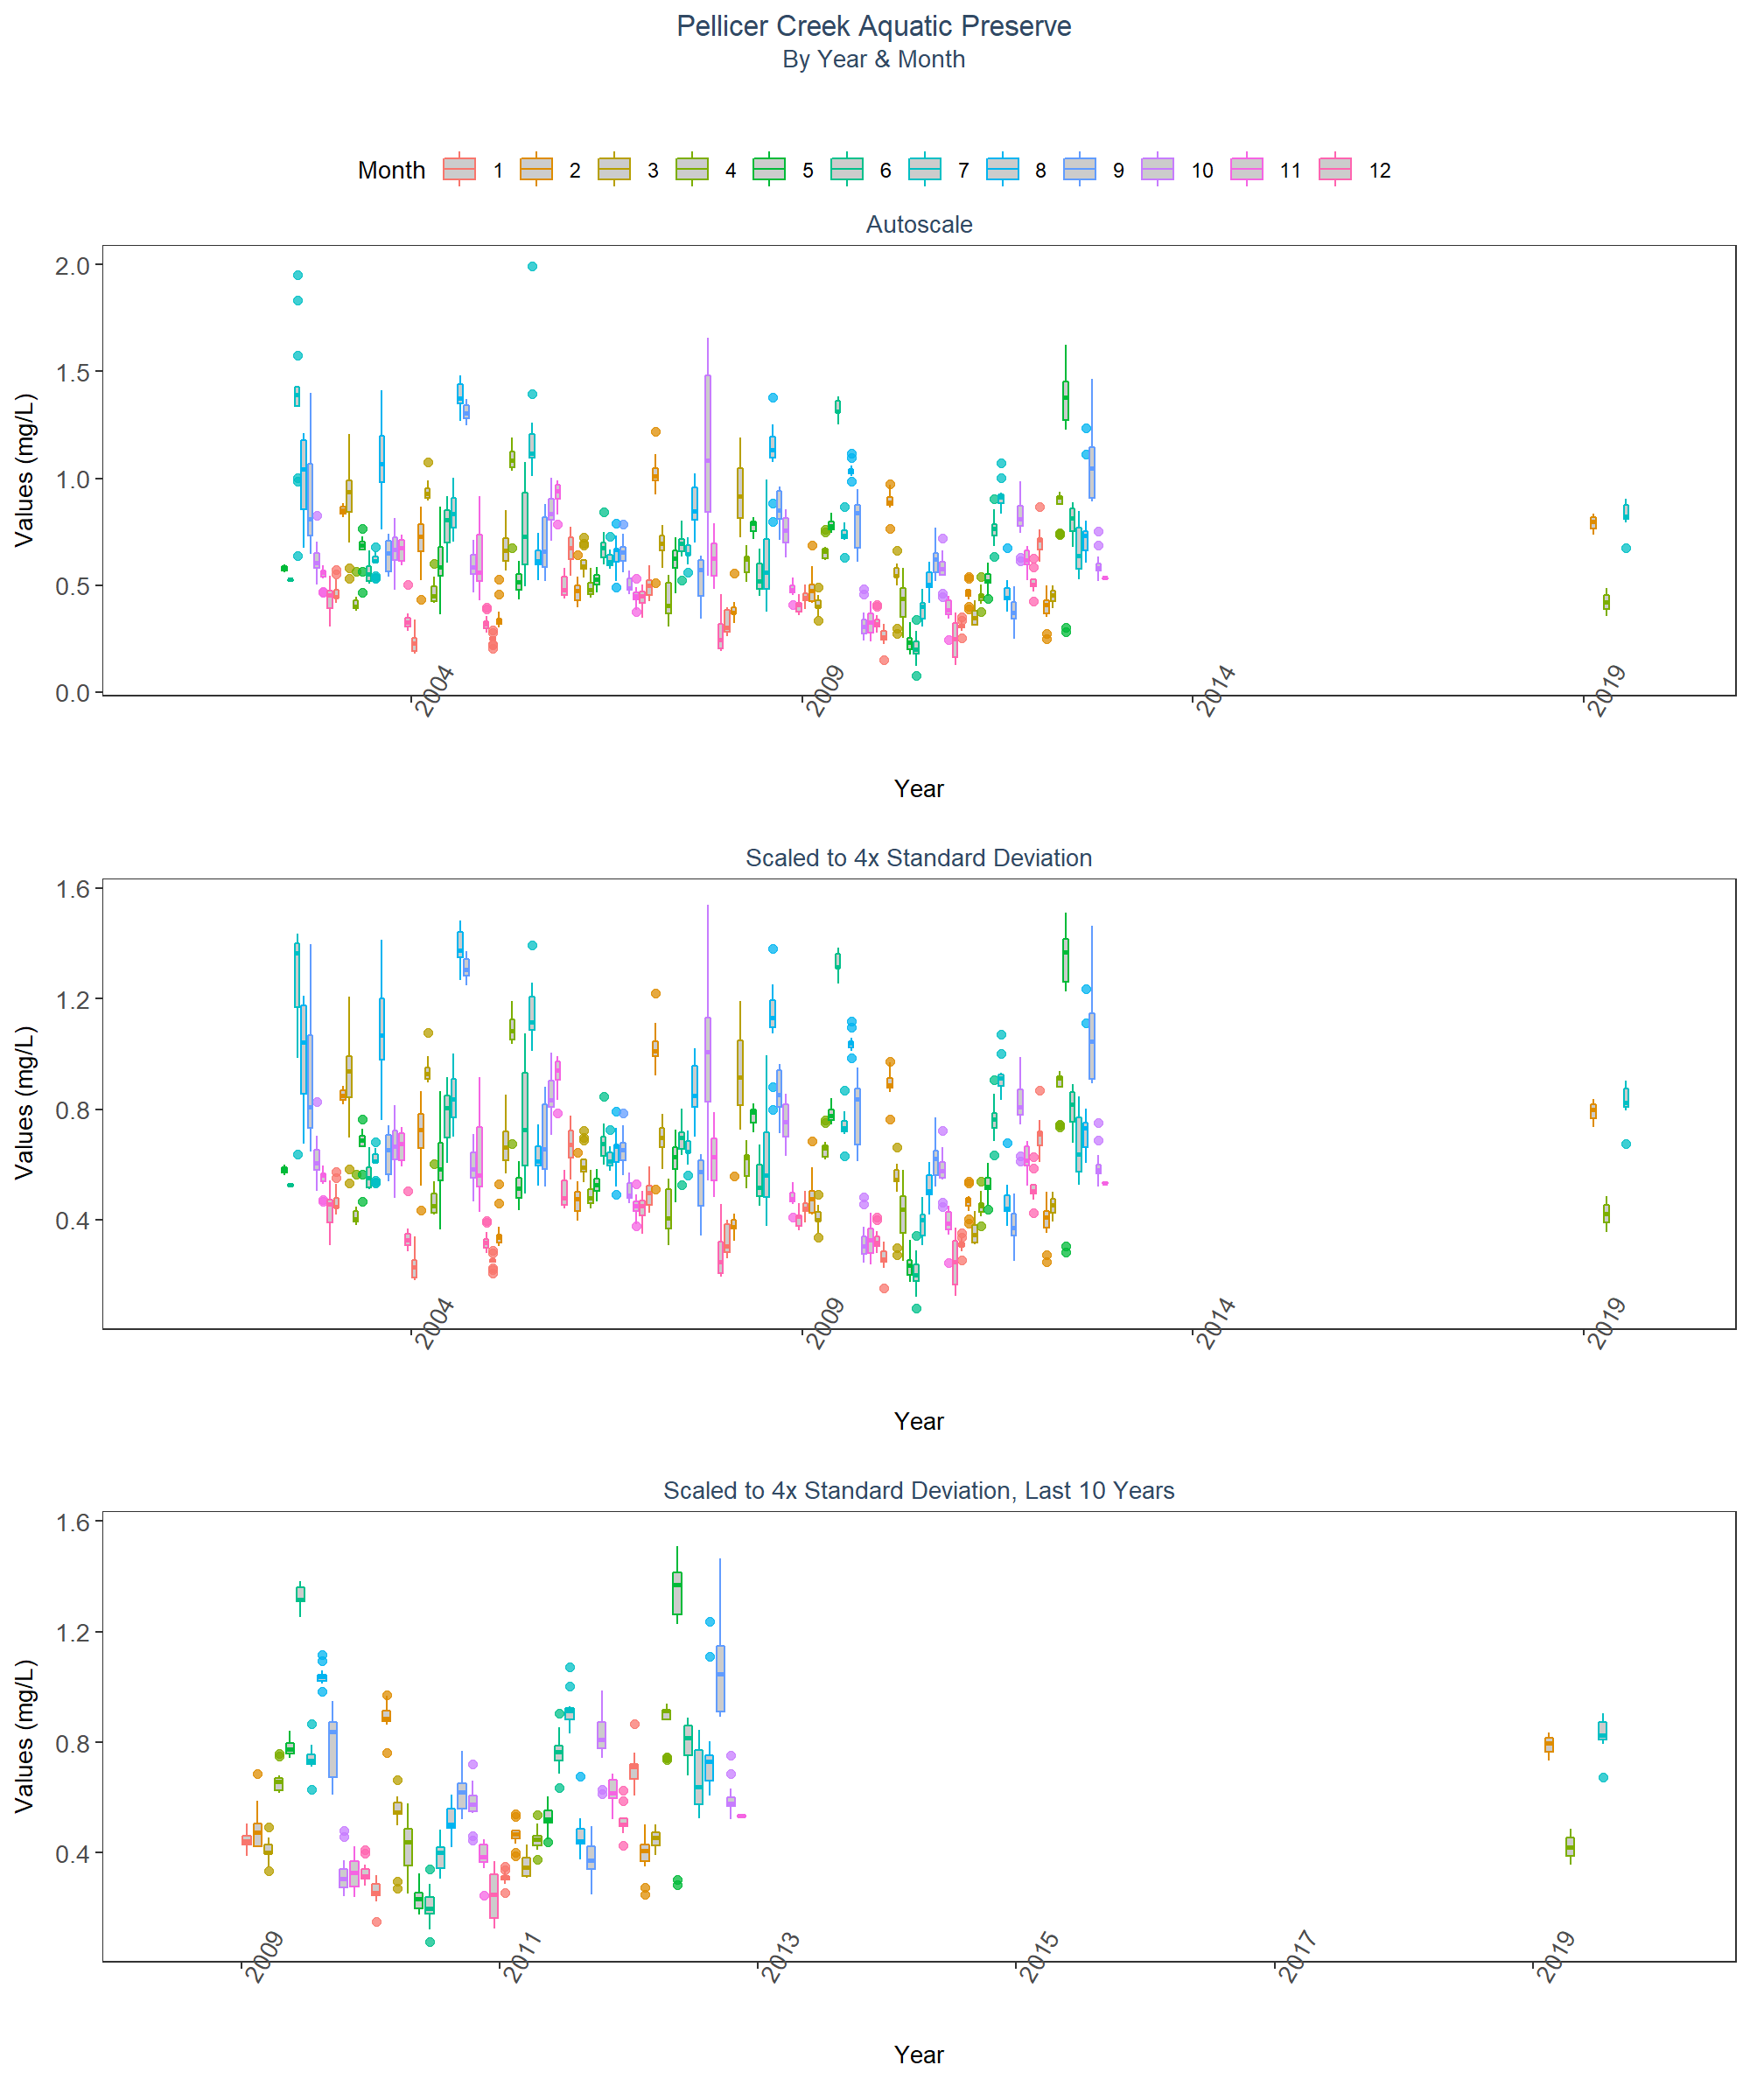 Pellicer Creek Aquatic Preserve
By Year & Month
Month 1 2 3 4 5 6 7 8 9 10 11 12
Autoscale
Values (mg/L)
2.0
1.5
1.0
0.5
0.0
2004 2009 2014 2019
Year
Scaled to 4x Standard Deviation
Values (mg/L)
1.6
1.2
0.8
0.4
2004 2009 2014 2019
Year
Scaled to 4x Standard Deviation, Last 10 Years
Values (mg/L)
1.6
1.2
0.8
0.4
2009 2011 2013 2015 2017 2019
Year